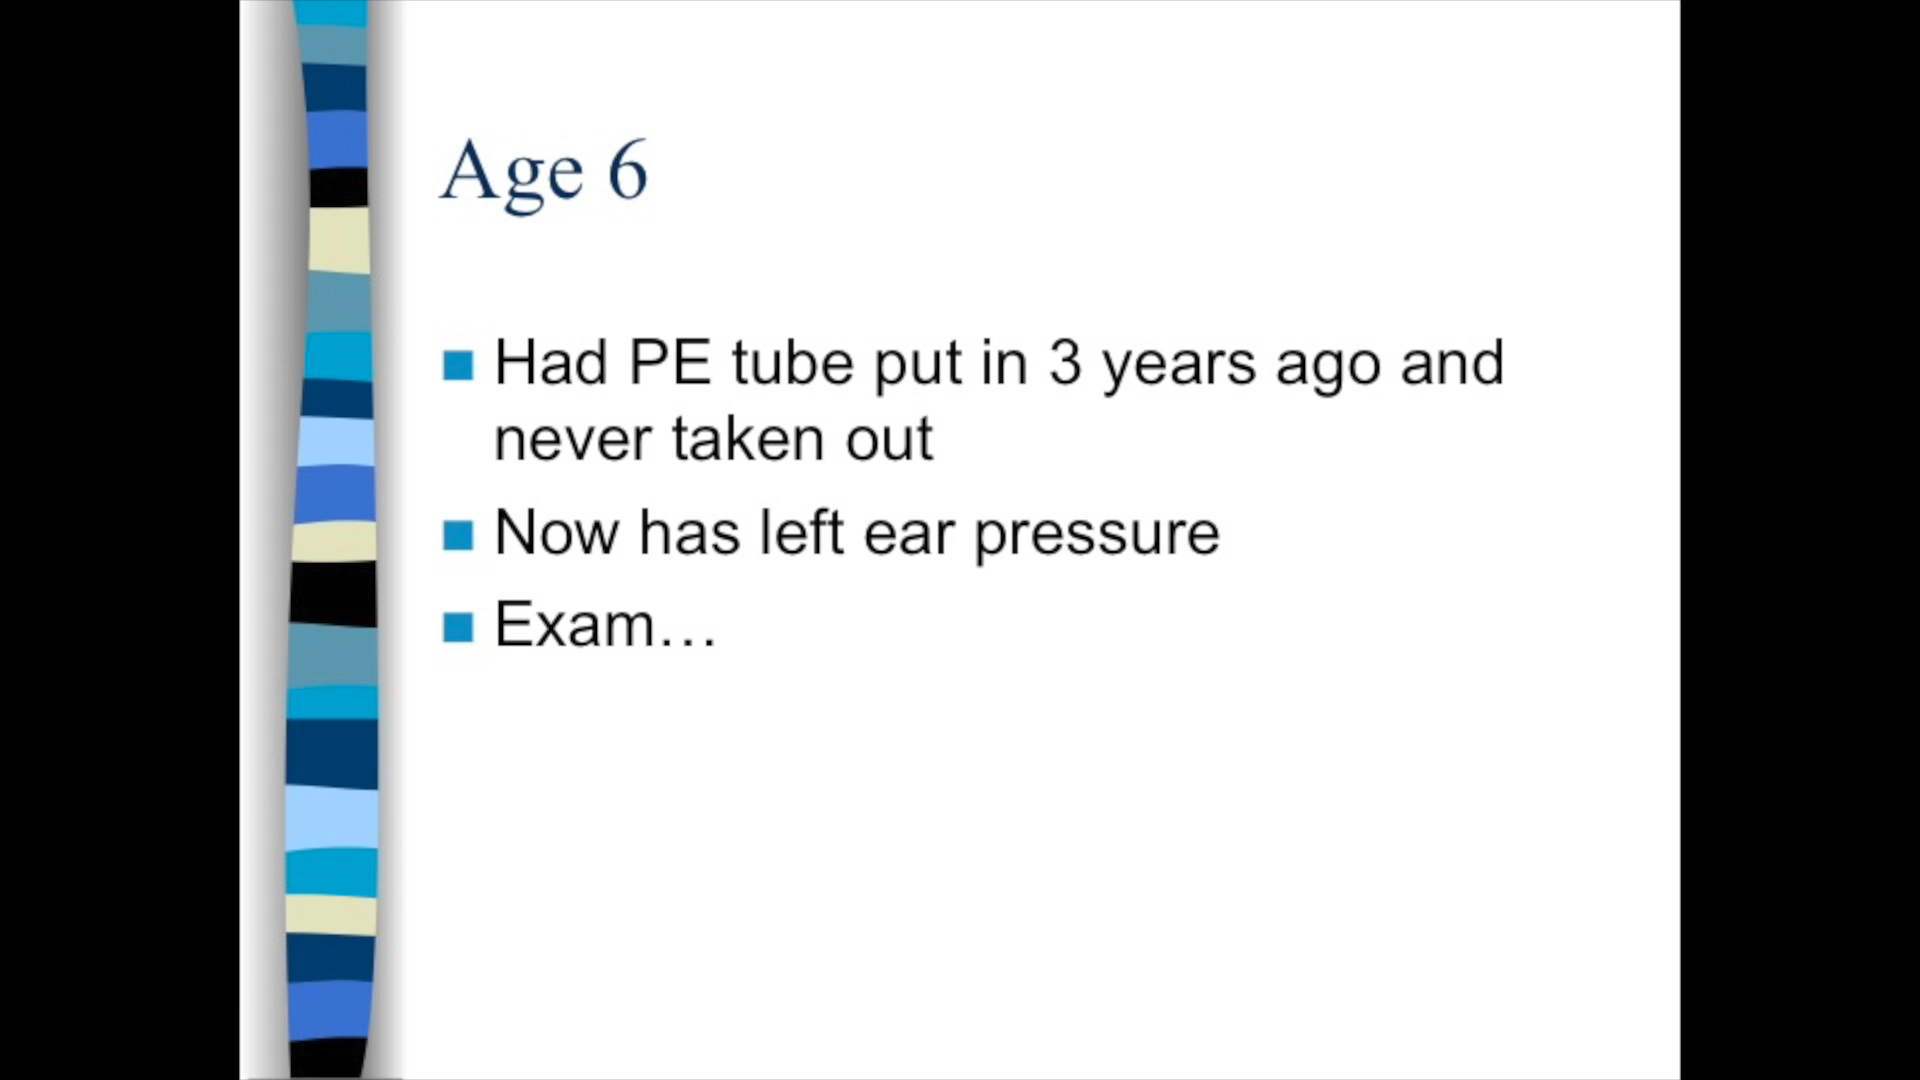 Age 6
Had PE tube put in 3 years ago and
never taken out
Now has left ear pressure
Exam…